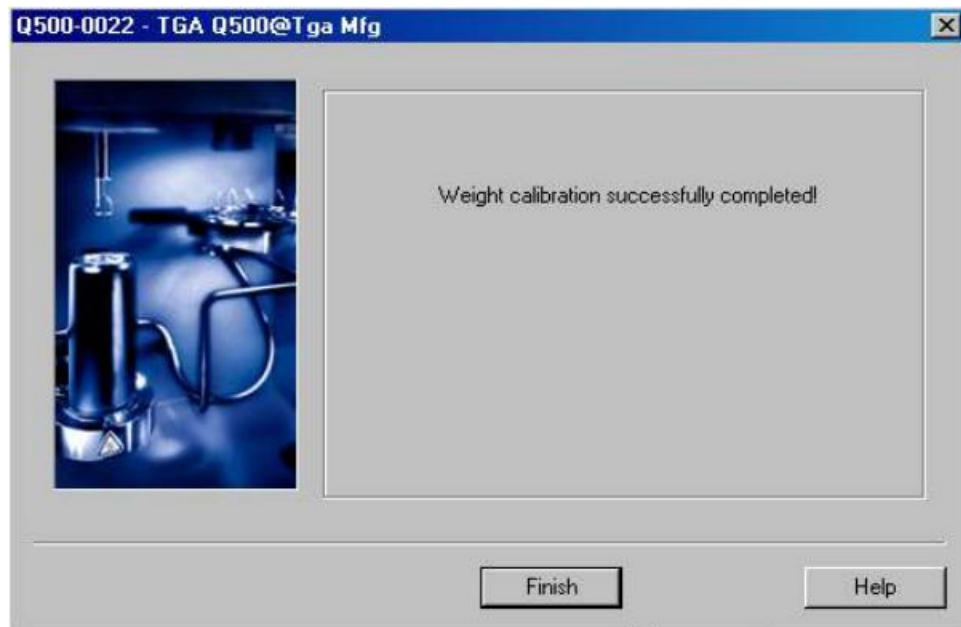 Q500-0022 - TGA Q500@Tga Mfg
Weight calibration successfully completed!
Finish
Help